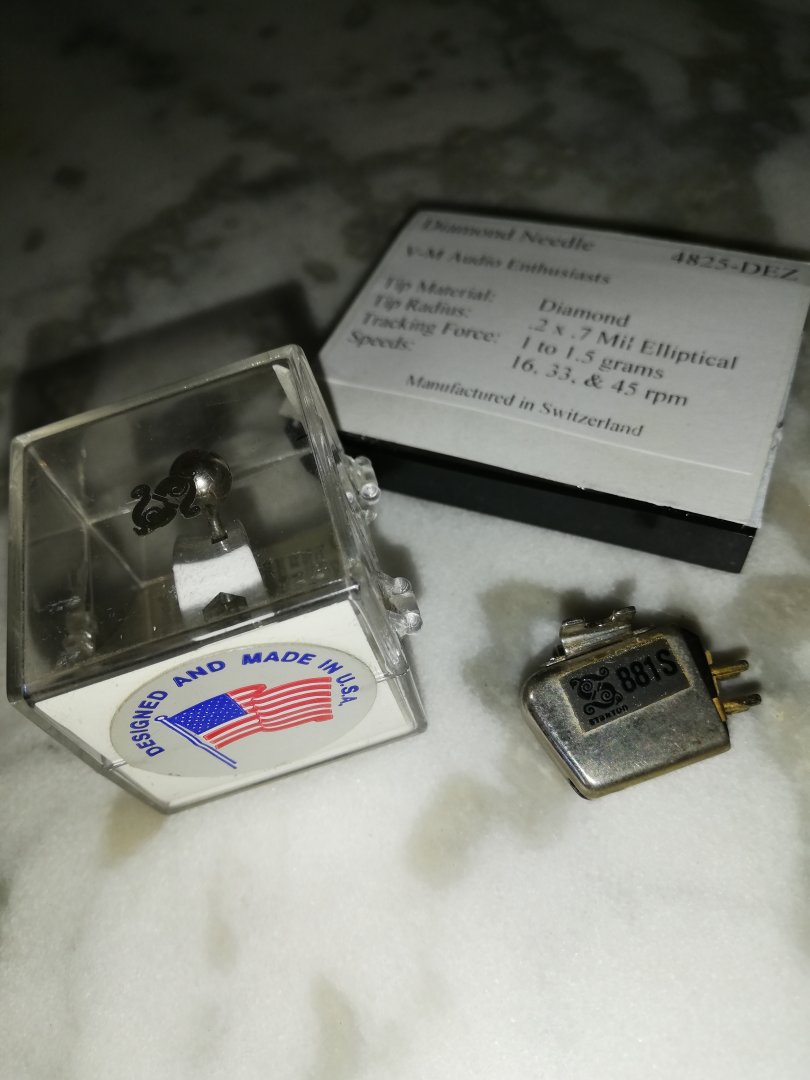 Diamond Needle 4825-DEZ
V-M Audio Enthusiasts
Tip Material: Diamond
Tip Radius: .2 x .7 Mil Elliptical
Tracking Force: 1 to 1.5 grams
Speeds: 16, 33, & 45 rpm
Manufactured in Switzerland
DESIGNED AND MADE IN U.S.A
881S
STANTON